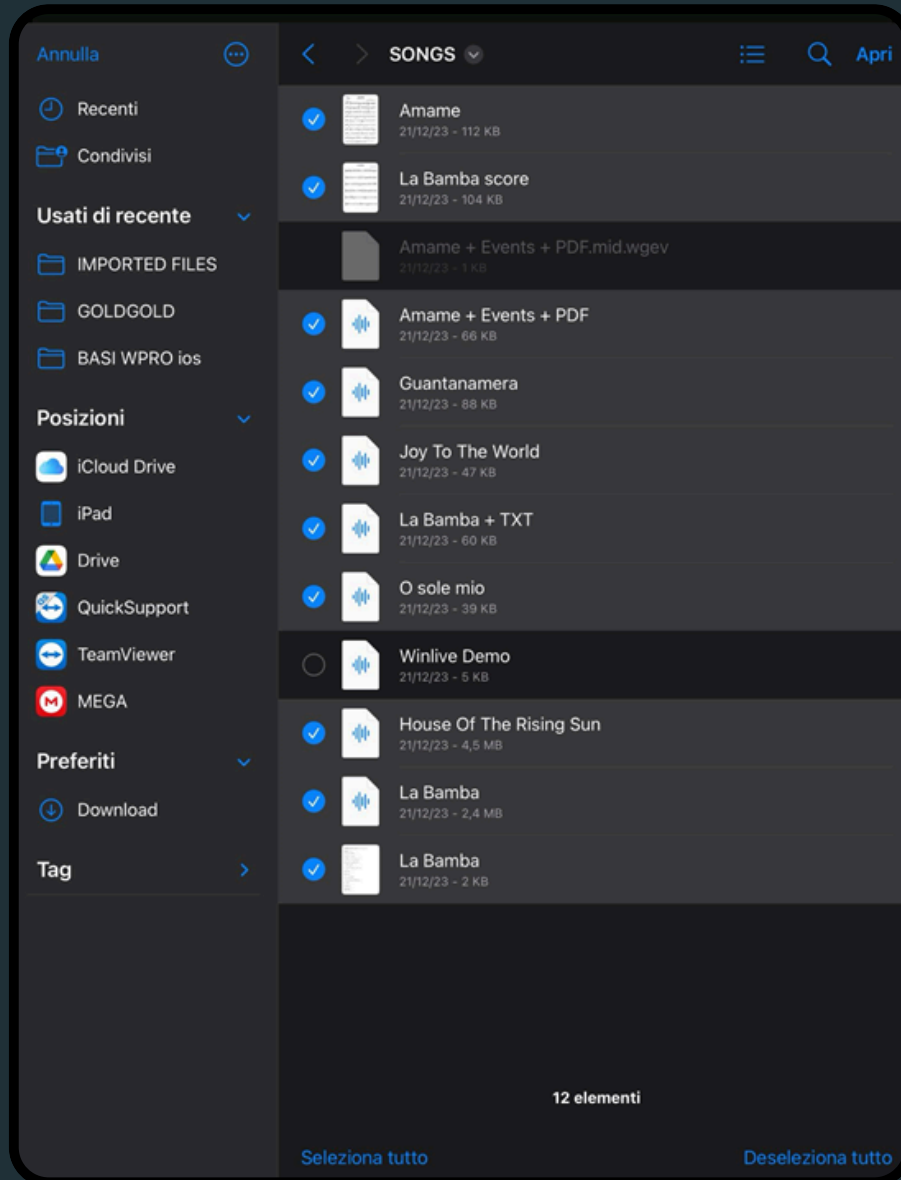 Annulla
Recenti
Condivisi
Usati di recente
IMPORTED FILES
GOLDGOLD
BASI WPRO ios
Posizioni
iCloud Drive
iPad
Drive
QuickSupport
TeamViewer
MEGA
Preferiti
Download
Tag
SONGS
Apri
Amame
21/12/23 - 112 KB
La Bamba score
21/12/23 - 104 KB
Amame + Events + PDF.mid.wgev
21/12/23 - 1 KB
Amame + Events + PDF
21/12/23 - 66 KB
Guantanamera
21/12/23 - 88 KB
Joy To The World
21/12/23 - 47 KB
La Bamba + TXT
21/12/23 - 60 KB
O sole mio
21/12/23 - 39 KB
Winlive Demo
21/12/23 - 5 KB
House Of The Rising Sun
21/12/23 - 4,5 MB
La Bamba
21/12/23 - 2,4 MB
La Bamba
21/12/23 - 2 KB
12 elementi
Seleziona tutto
Deseleziona tutto